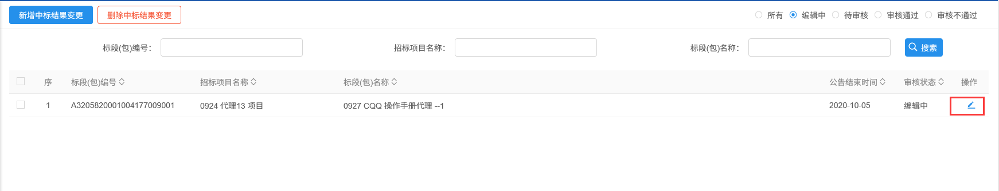 新增中标结果变更 删除中标结果变更 所有 编辑中 待审核 审核通过 审核不通过
标段(包)编号： 招标项目名称： 标段(包)名称： 搜索
序 标段(包)编号 招标项目名称 标段(包)名称 公告结束时间 审核状态 操作
1 A3205820001004177009001 0924 代理13 项目 0927 CQQ 操作手册代理 --1 2020-10-05 编辑中